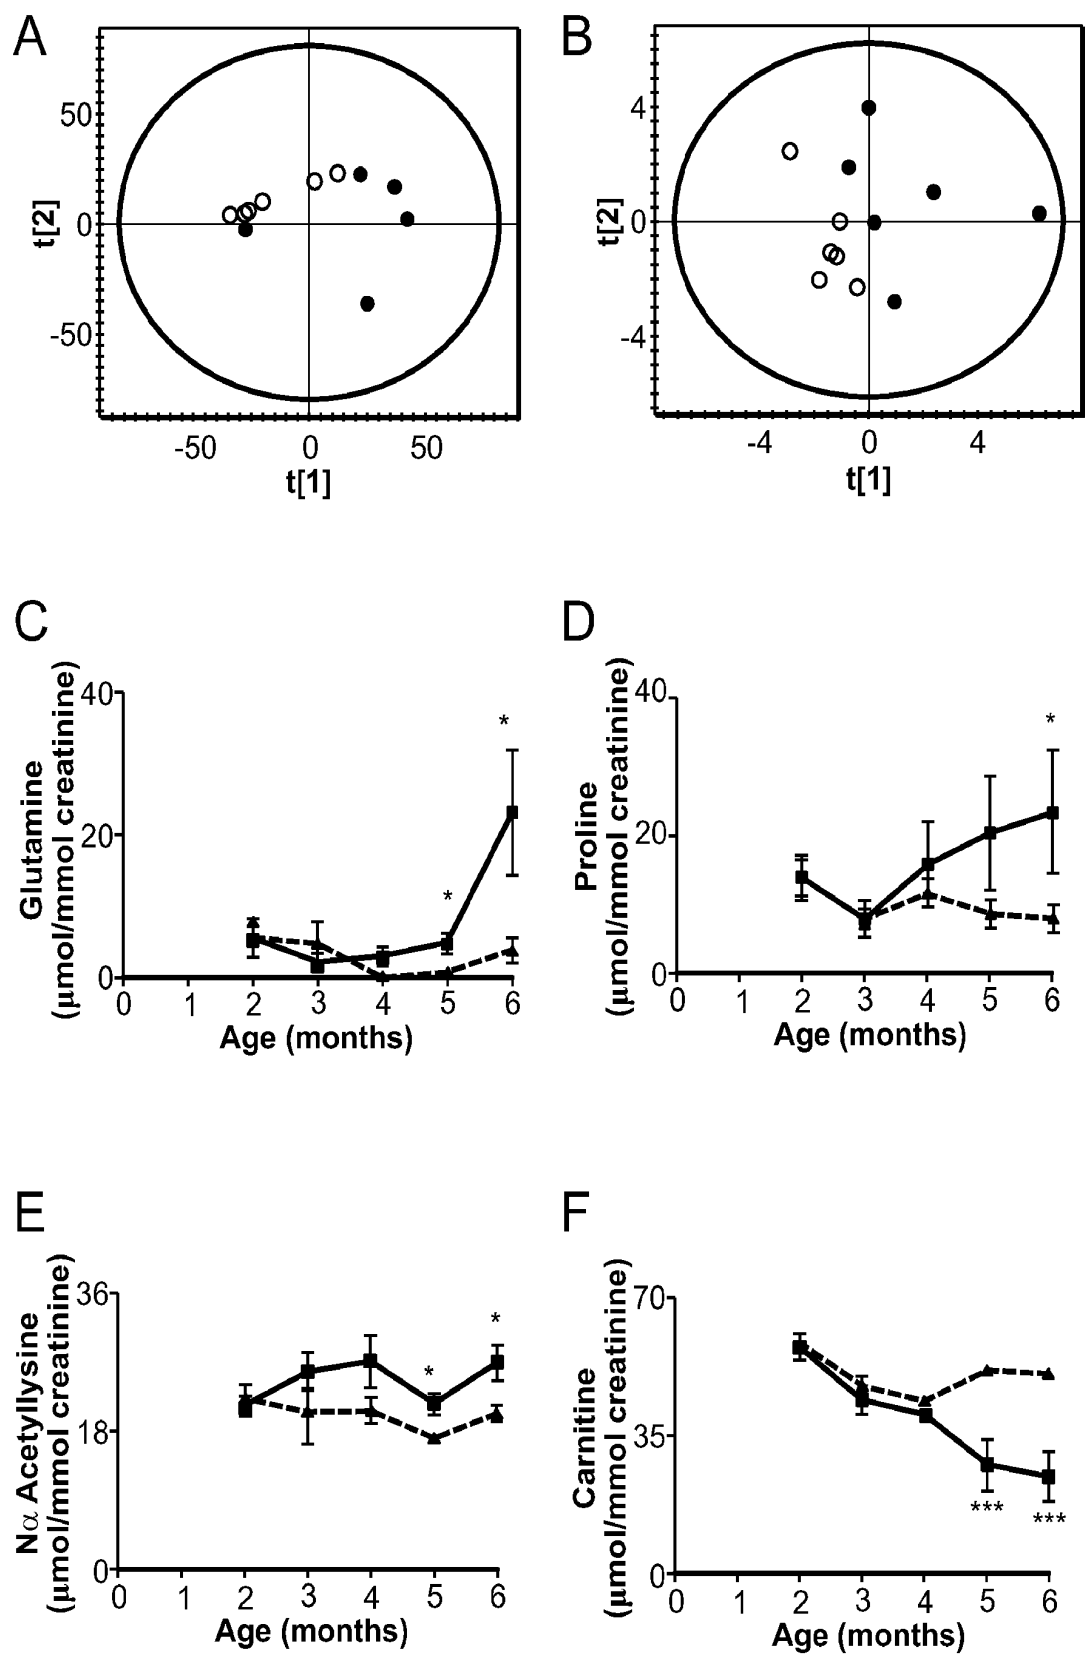 A
B
50
0
-50
t[2]
-50 0 50
t[1]
4
0
-4
t[2]
-4 0 4
t[1]
C
D
Glutamine
(μmol/mmol creatinine)
40
20
0
*
*
0 1 2 3 4 5 6
Age (months)
Proline
(μmol/mmol creatinine)
40
20
0
*
0 1 2 3 4 5 6
Age (months)
E
F
Nα Acetyllysine
(μmol/mmol creatinine)
36
18
0
*
*
0 1 2 3 4 5 6
Age (months)
Carnitine
(μmol/mmol creatinine)
70
35
0
***
***
0 1 2 3 4 5 6
Age (months)